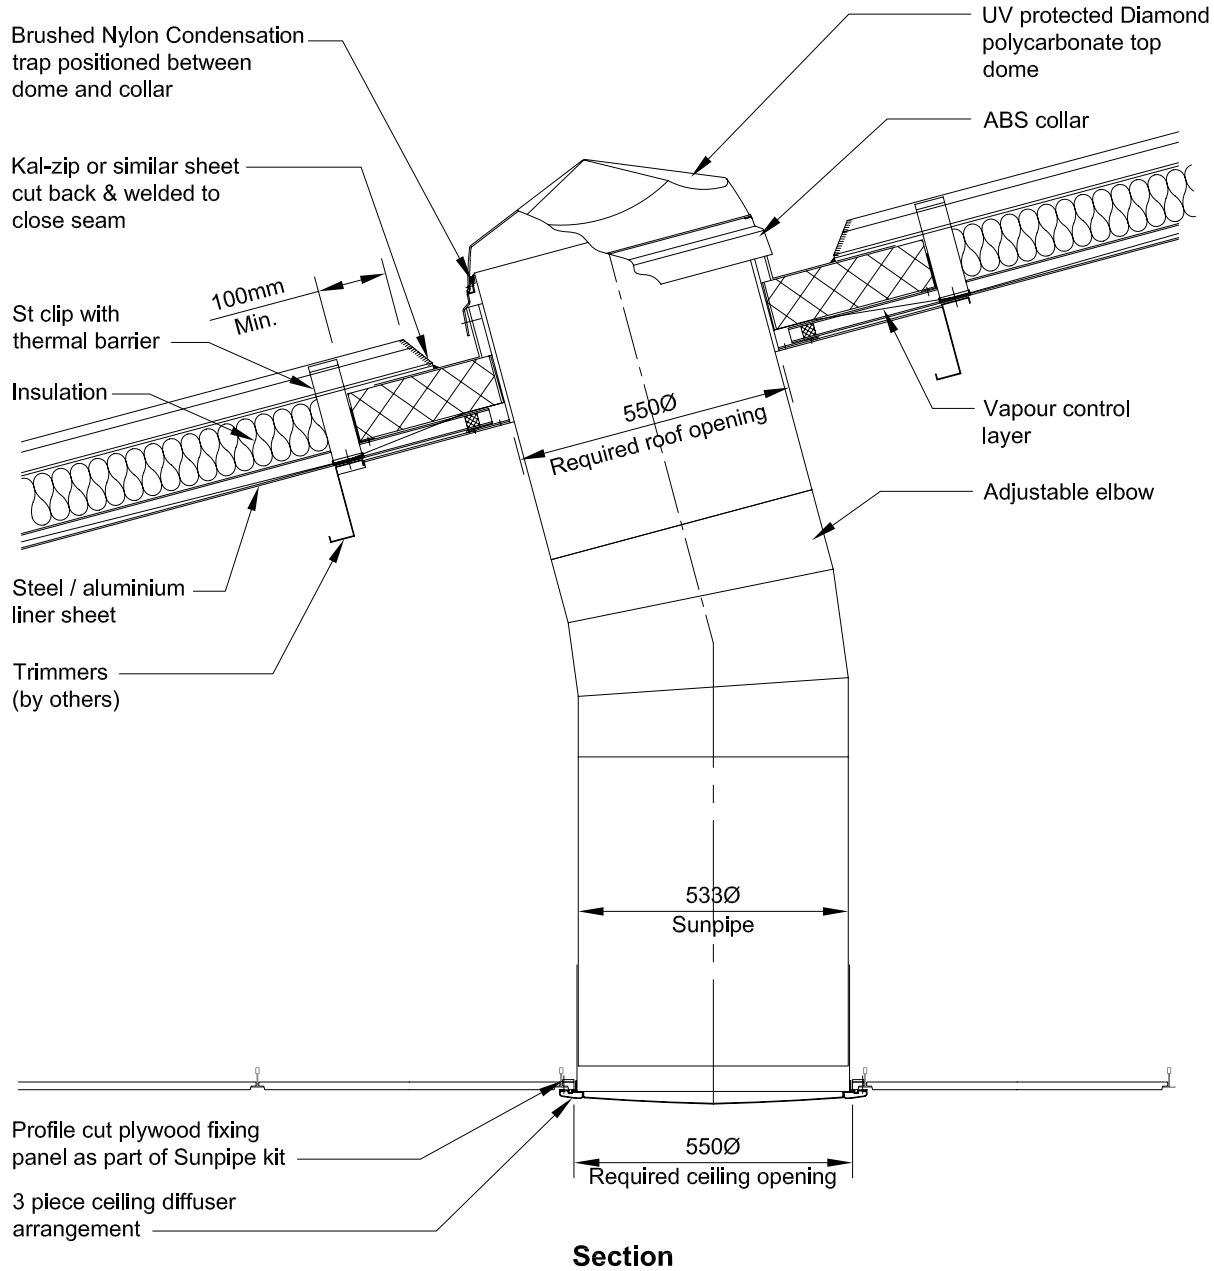 Brushed Nylon Condensation
trap positioned between
dome and collar
UV protected Diamond
polycarbonate top
dome
ABS collar
Kal-zip or similar sheet
cut back & welded to
close seam
100mm
Min.
St clip with
thermal barrier
Insulation
550Ø
Required roof opening
Vapour control
layer
Adjustable elbow
Steel / aluminium
liner sheet
Trimmers
(by others)
533Ø
Sunpipe
Profile cut plywood fixing
panel as part of Sunpipe kit
550Ø
Required ceiling opening
3 piece ceiling diffuser
arrangement
Section